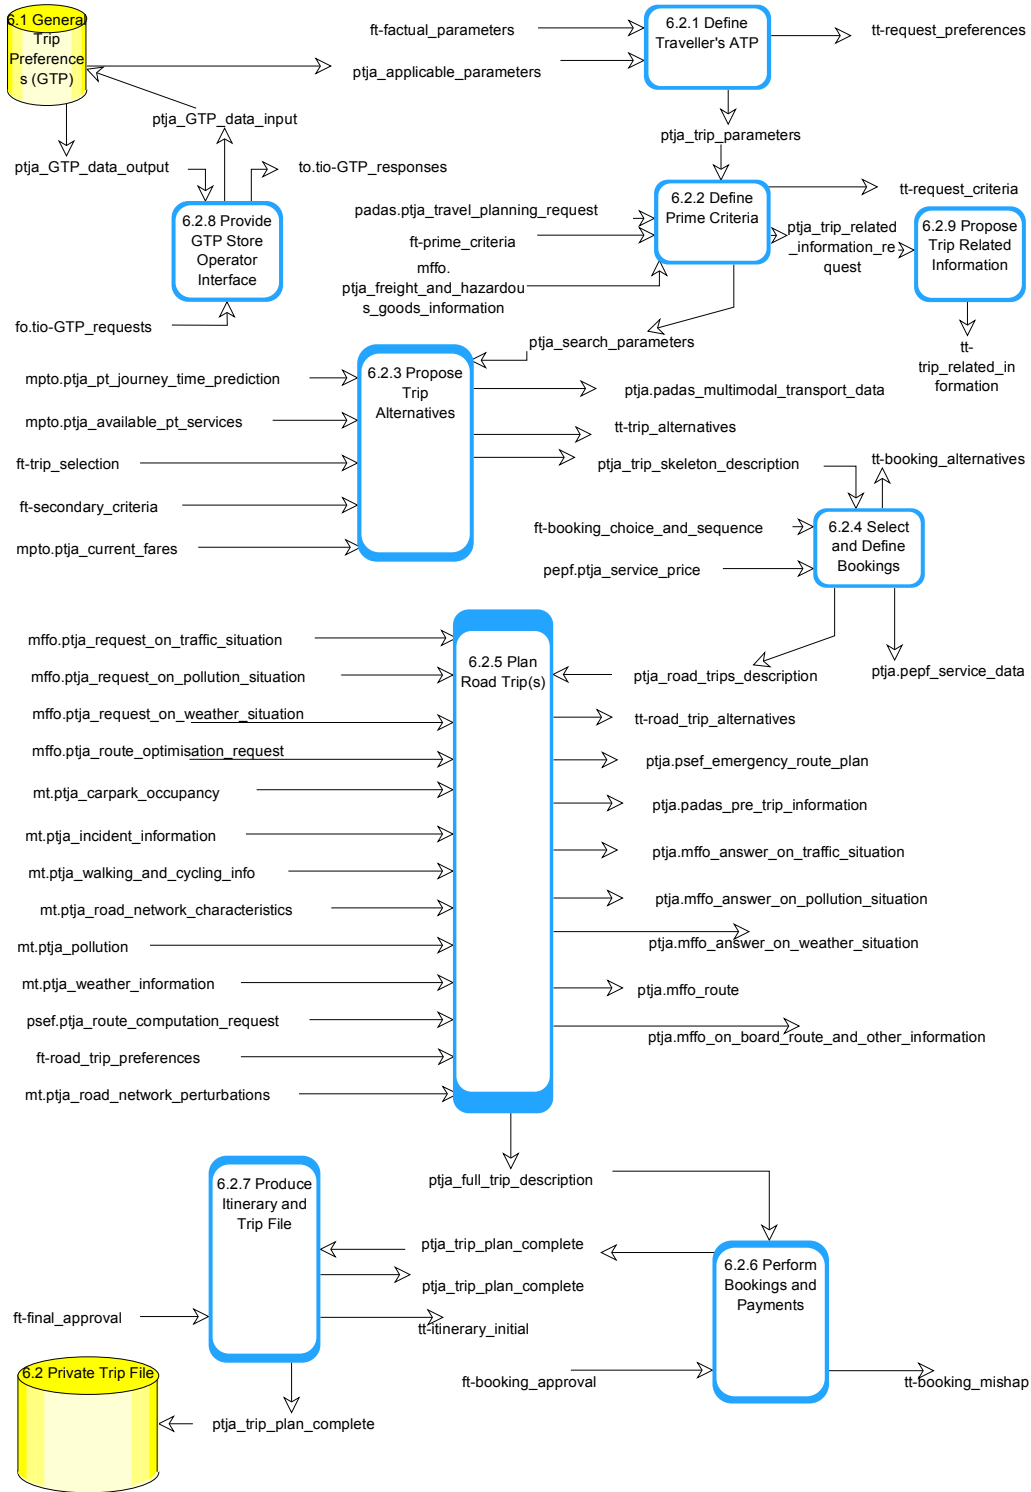 6.1 General
Trip
Preference
s (GTP)
ft-factual_parameters
ptja_applicable_parameters
6.2.1 Define
Traveller's ATP
tt-request_preferences
ptja_GTP_data_input
ptja_trip_parameters
ptja_GTP_data_output
to.tio-GTP_responses
6.2.8 Provide
GTP Store
Operator
Interface
fo.tio-GTP_requests
padas.ptja_travel_planning_request
ft-prime_criteria
mffo.
ptja_freight_and_hazardou
s_goods_information
6.2.2 Define
Prime Criteria
tt-request_criteria
ptja_trip_related
_information_re
quest
6.2.9 Propose
Trip Related
Information
tt-
trip_related_in
formation
ptja_search_parameters
mpto.ptja_pt_journey_time_prediction
mpto.ptja_available_pt_services
ft-trip_selection
ft-secondary_criteria
mpto.ptja_current_fares
6.2.3 Propose
Trip
Alternatives
ptja.padas_multimodal_transport_data
tt-trip_alternatives
ptja_trip_skeleton_description
tt-booking_alternatives
ft-booking_choice_and_sequence
pepf.ptja_service_price
6.2.4 Select
and Define
Bookings
ptja_road_trips_description
ptja.pepf_service_data
mffo.ptja_request_on_traffic_situation
mffo.ptja_request_on_pollution_situation
mffo.ptja_request_on_weather_situation
mffo.ptja_route_optimisation_request
mt.ptja_carpark_occupancy
mt.ptja_incident_information
mt.ptja_walking_and_cycling_info
mt.ptja_road_network_characteristics
mt.ptja_pollution
mt.ptja_weather_information
psef.ptja_route_computation_request
ft-road_trip_preferences
mt.ptja_road_network_perturbations
6.2.5 Plan
Road Trip(s)
tt-road_trip_alternatives
ptja.psef_emergency_route_plan
ptja.padas_pre_trip_information
ptja.mffo_answer_on_traffic_situation
ptja.mffo_answer_on_pollution_situation
ptja.mffo_answer_on_weather_situation
ptja.mffo_route
ptja.mffo_on_board_route_and_other_information
ptja_full_trip_description
6.2.7 Produce
Itinerary and
Trip File
ptja_trip_plan_complete
ptja_trip_plan_complete
tt-itinerary_initial
ft-final_approval
6.2.6 Perform
Bookings and
Payments
ft-booking_approval
tt-booking_mishap
6.2 Private Trip File
ptja_trip_plan_complete